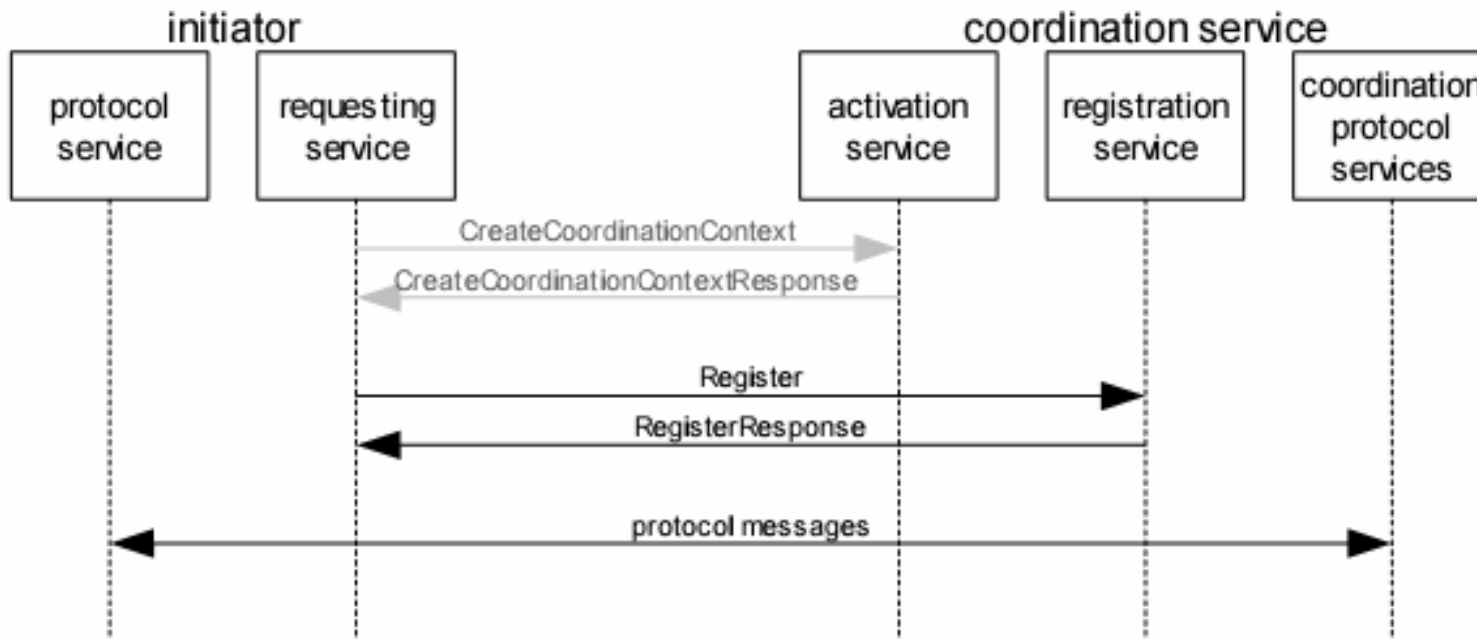 initiator
coordination service
protocol
service
requesting
service
activation
service
registration
service
coordination
protocol
services
CreateCoordinationContext
CreateCoordinationContextResponse
Register
RegisterResponse
protocol messages